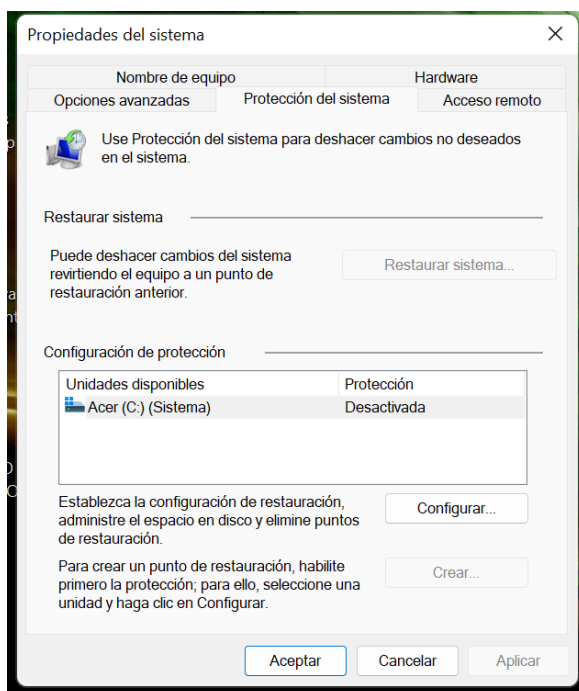 Propiedades del sistema
Nombre de equipo
Hardware
Opciones avanzadas
Protección del sistema
Acceso remoto
Use Protección del sistema para deshacer cambios no deseados
en el sistema.
Restaurar sistema
Puede deshacer cambios del sistema
revirtiendo el equipo a un punto de
restauración anterior.
Restaurar sistema...
Configuración de protección
Unidades disponibles
Protección
Acer (C:) (Sistema)
Desactivada
Establezca la configuración de restauración,
administre el espacio en disco y elimine puntos
de restauración.
Configurar...
Para crear un punto de restauración, habilite
primero la protección; para ello, seleccione una
unidad y haga clic en Configurar.
Crear...
Aceptar
Cancelar
Aplicar